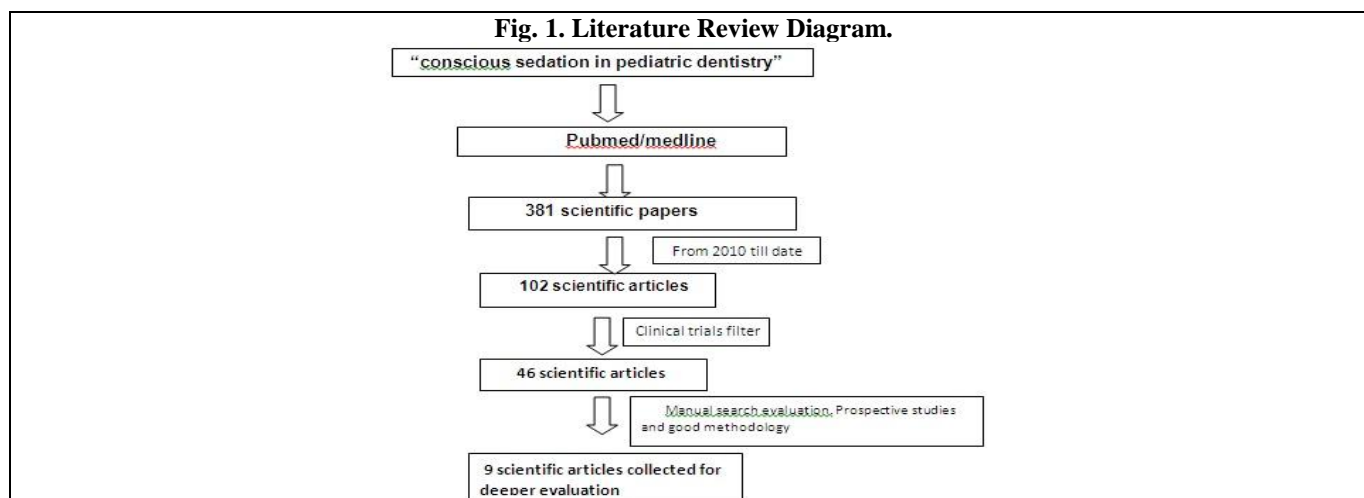 Fig. 1. Literature Review Diagram.
“conscious sedation in pediatric dentistry”
Pubmed/medline
381 scientific papers
From 2010 till date
102 scientific articles
Clinical trials filter
46 scientific articles
Manual search evaluation. Prospective studies
and good methodology
9 scientific articles collected for
deeper evaluation